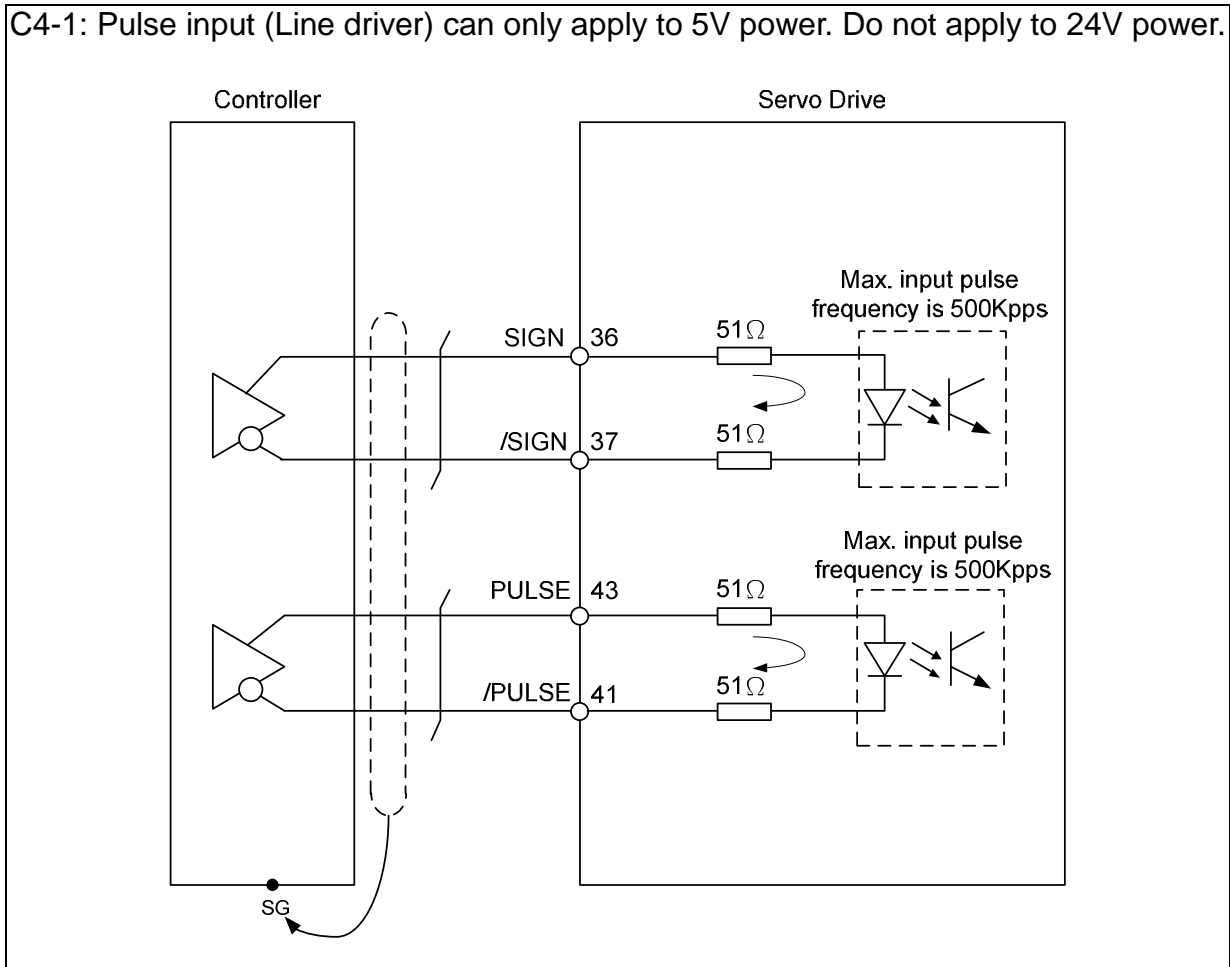 C4-1: Pulse input (Line driver) can only apply to 5V power. Do not apply to 24V power.
Controller
Servo Drive
Max. input pulse
frequency is 500Kpps
SIGN 36
51Ω
/SIGN 37
51Ω
Max. input pulse
frequency is 500Kpps
PULSE 43
51Ω
/PULSE 41
51Ω
SG